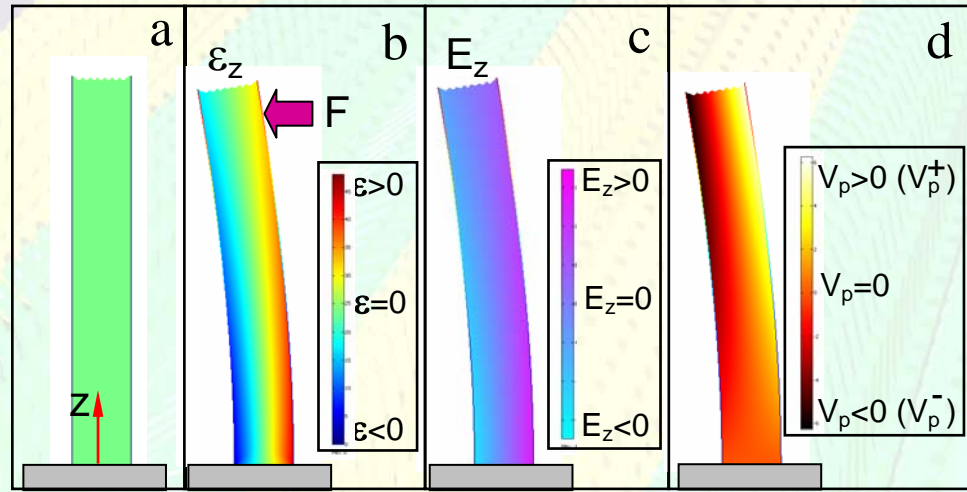 a
z
b
εz
F
ε>0
ε=0
ε<0
c
Ez
Ez>0
Ez=0
Ez<0
d
Vp>0 (Vp+)
Vp=0
Vp<0 (Vp-)